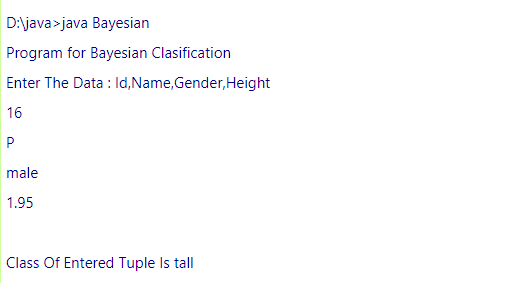 D:\java>java Bayesian
Program for Bayesian Clasification
Enter The Data : Id,Name,Gender,Height
16
P
male
1.95
Class Of Entered Tuple Is tall